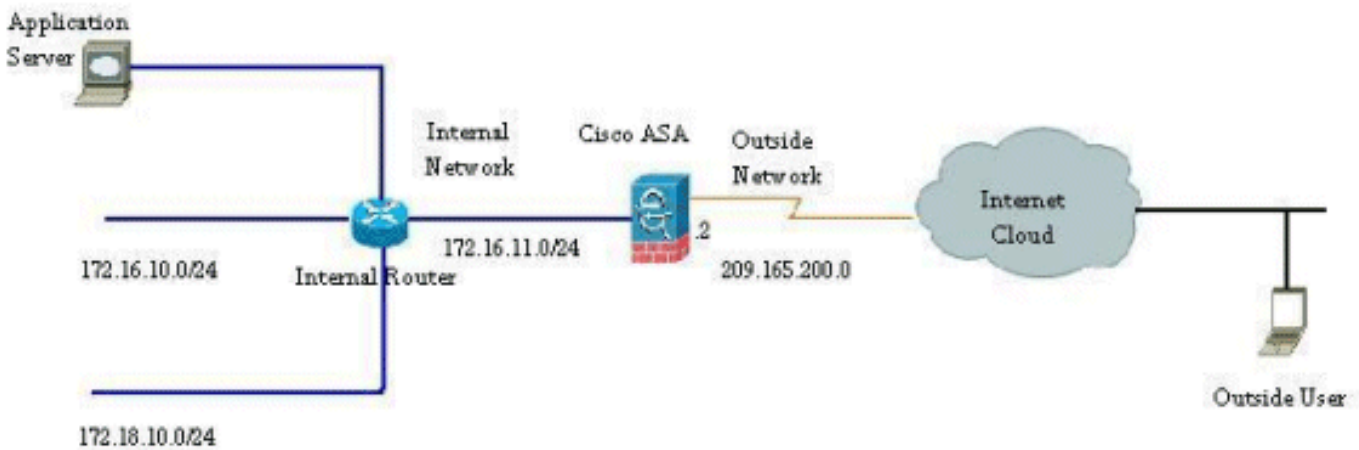 Application
Server
Internal
Network
Cisco ASA
Outside
Network
Internet
Cloud
.2
172.16.11.0/24
209.165.200.0
172.16.10.0/24
Internal Router
Outside User
172.18.10.0/24